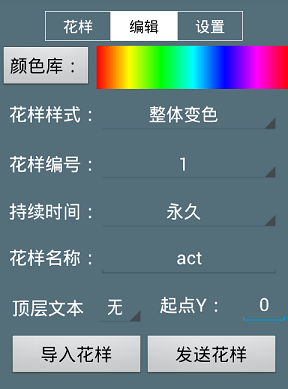 花样 编辑 设置
颜色库：
花样样式： 整体变色
花样编号： 1
持续时间： 永久
花样名称： act
顶层文本 无 起点Y： 0
导入花样 发送花样